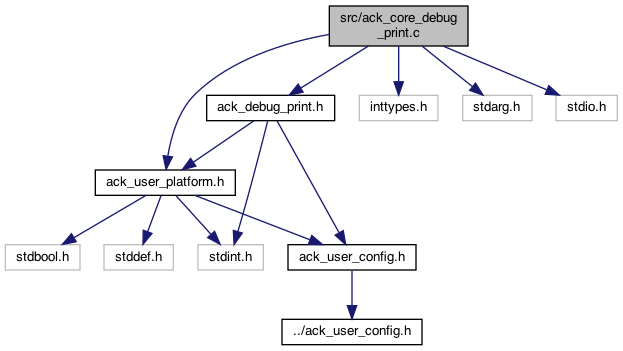 src/ack_core_debug
_print.c
ack_debug_print.h
inttypes.h
stdarg.h
stdio.h
ack_user_platform.h
stdbool.h
stddef.h
stdint.h
ack_user_config.h
../ack_user_config.h